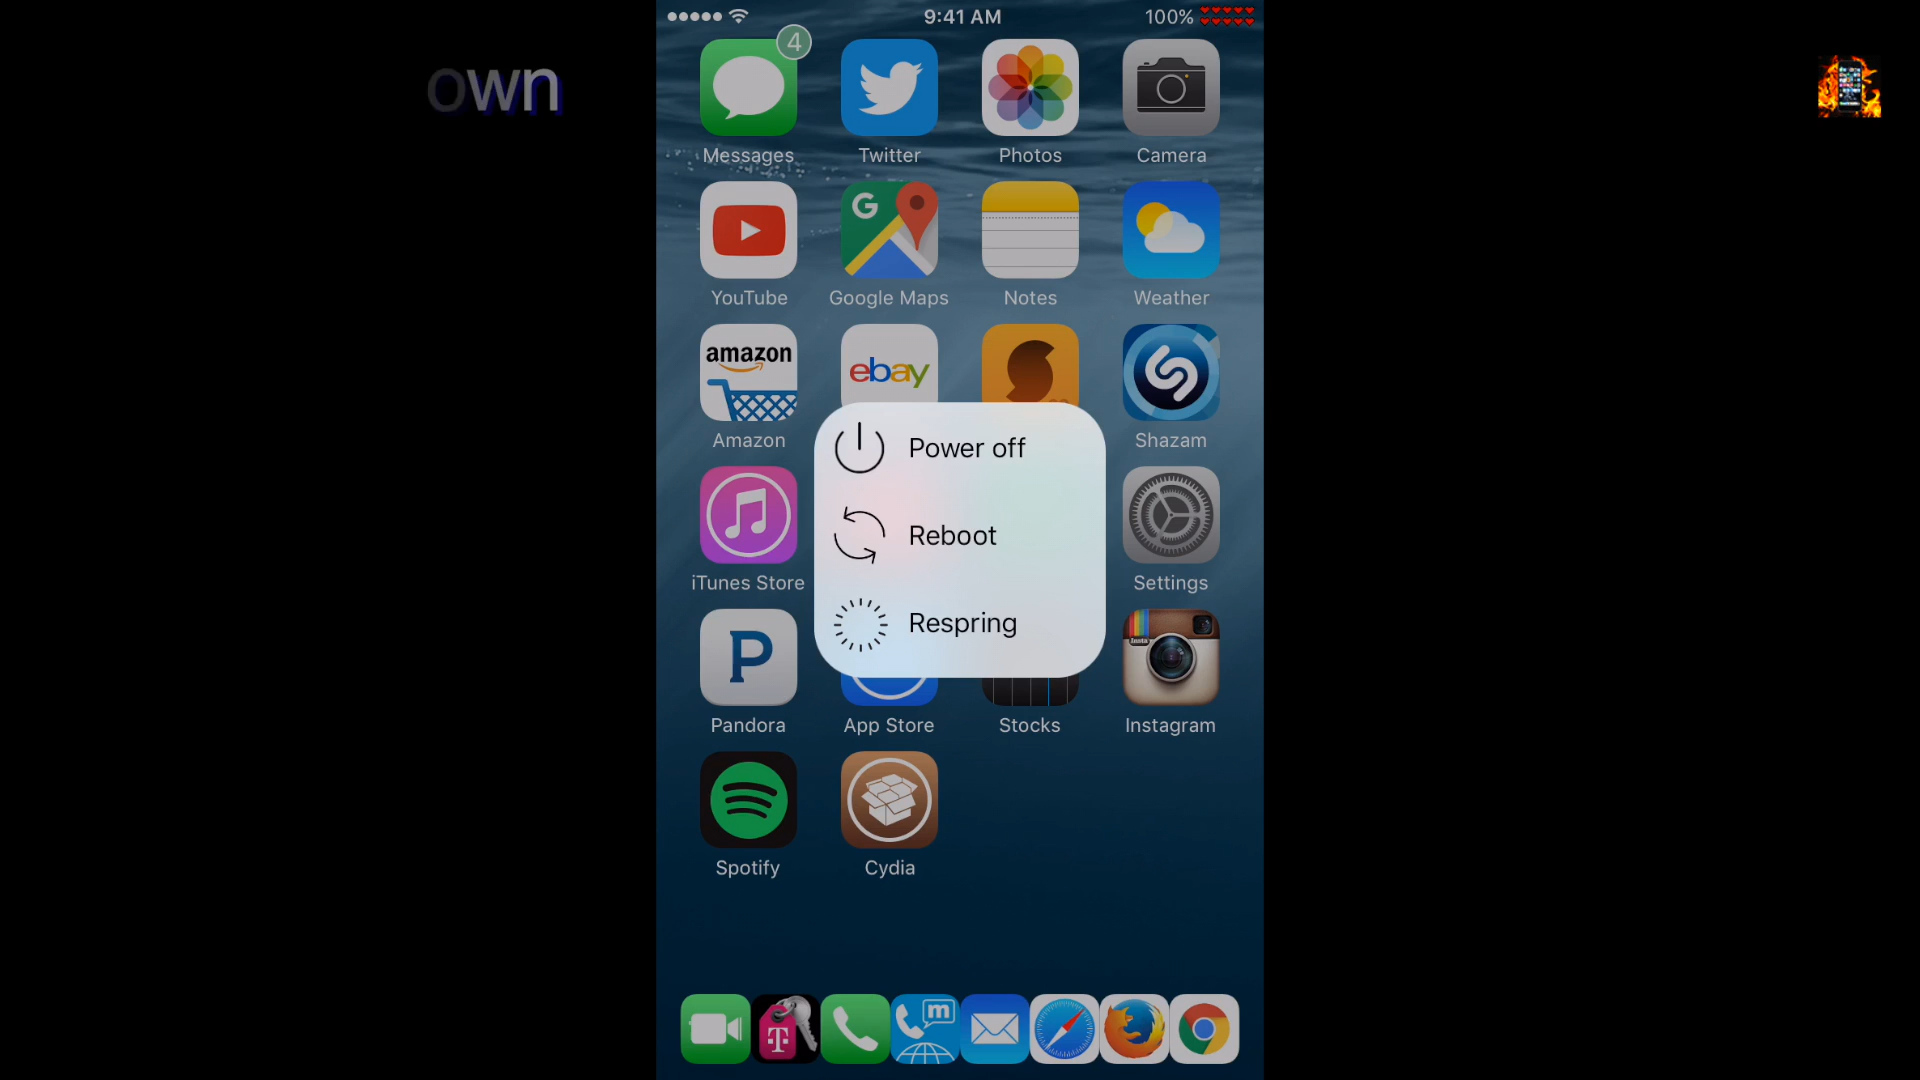 9:41 AM
100%
own
4
Messages
Twitter
Photos
Camera
G
YouTube
Google Maps
Notes
Weather
amazon
ebay
Amazon
Shazam
Power off
Reboot
Respring
iTunes Store
Settings
P
Insta
Pandora
App Store
Stocks
Instagram
Spotify
Cydia
T
m